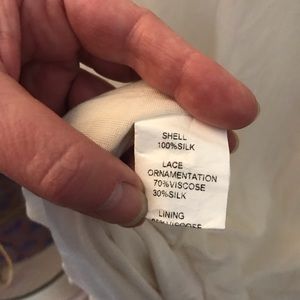 SHELL
100%SILK
LACE
ORNAMENTATION
70%VISCOSE
30%SILK
LINING